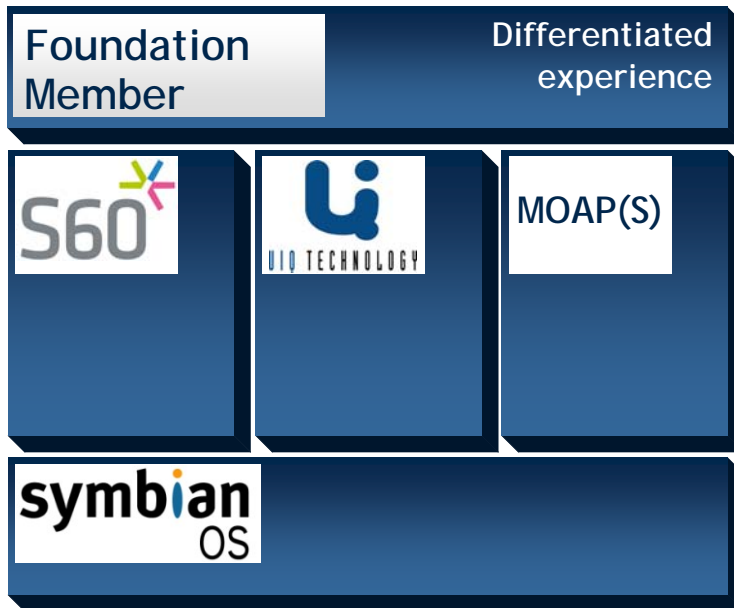 Foundation
Member
Differentiated
experience
S60
UIQ TECHNOLOGY
MOAP(S)
symbian
OS